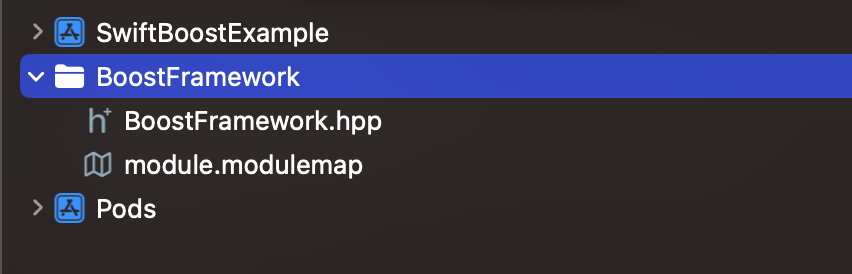 SwiftBoostExample
BoostFramework
BoostFramework.hpp
module.modulemap
Pods